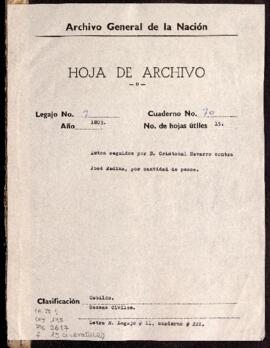 Archivo General de la Nación
HOJA DE ARCHIVO
—o—
Legajo No. 7 Cuaderno No. 70
Año 1803. No. de hojas útiles 15.
Autos seguidos por D. Cristobal Navarro contra
José Medina, por cantidad de pesos.
Clasificación Cabildo.
Causas Civiles.
Letra N. Legajo # 11, cuaderno # 222.